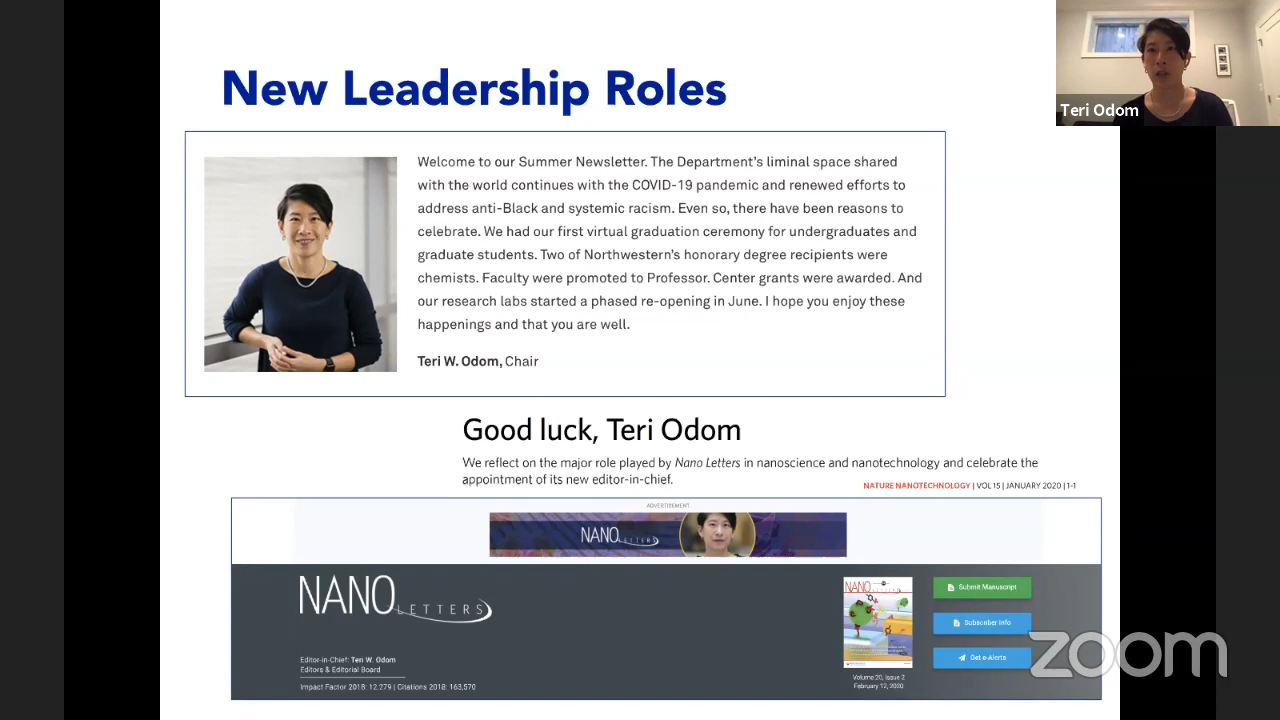 New Leadership Roles
Teri Odom
Welcome to our Summer Newsletter. The Department's liminal space shared
with the world continues with the COVID-19 pandemic and renewed efforts to
address anti-Black and systemic racism. Even so, there have been reasons to
celebrate. We had our first virtual graduation ceremony for undergraduates and
graduate students. Two of Northwestern's honorary degree recipients were
chemists. Faculty were promoted to Professor. Center grants were awarded. And
our research labs started a phased re-opening in June. I hope you enjoy these
happenings and that you are well.
Teri W. Odom, Chair
Good luck, Teri Odom
We reflect on the major role played by Nano Letters in nanoscience and nanotechnology and celebrate the
appointment of its new editor-in-chief.
NATURE NANOTECHNOLOGY | VOL 15 | JANUARY 2020 | 1-1
ADVERTISEMENT
NANO LETTERS
NANO LETTERS
Editor-in-Chief: Teri W. Odom
Editors & Editorial Board
Impact Factor 2018: 12.279 | Citations 2018: 163,570
NANO LETTERS
Volume 20, Issue 2
February 12, 2020
Submit Manuscript
Subscriber Info
Get e-Alerts
zoom